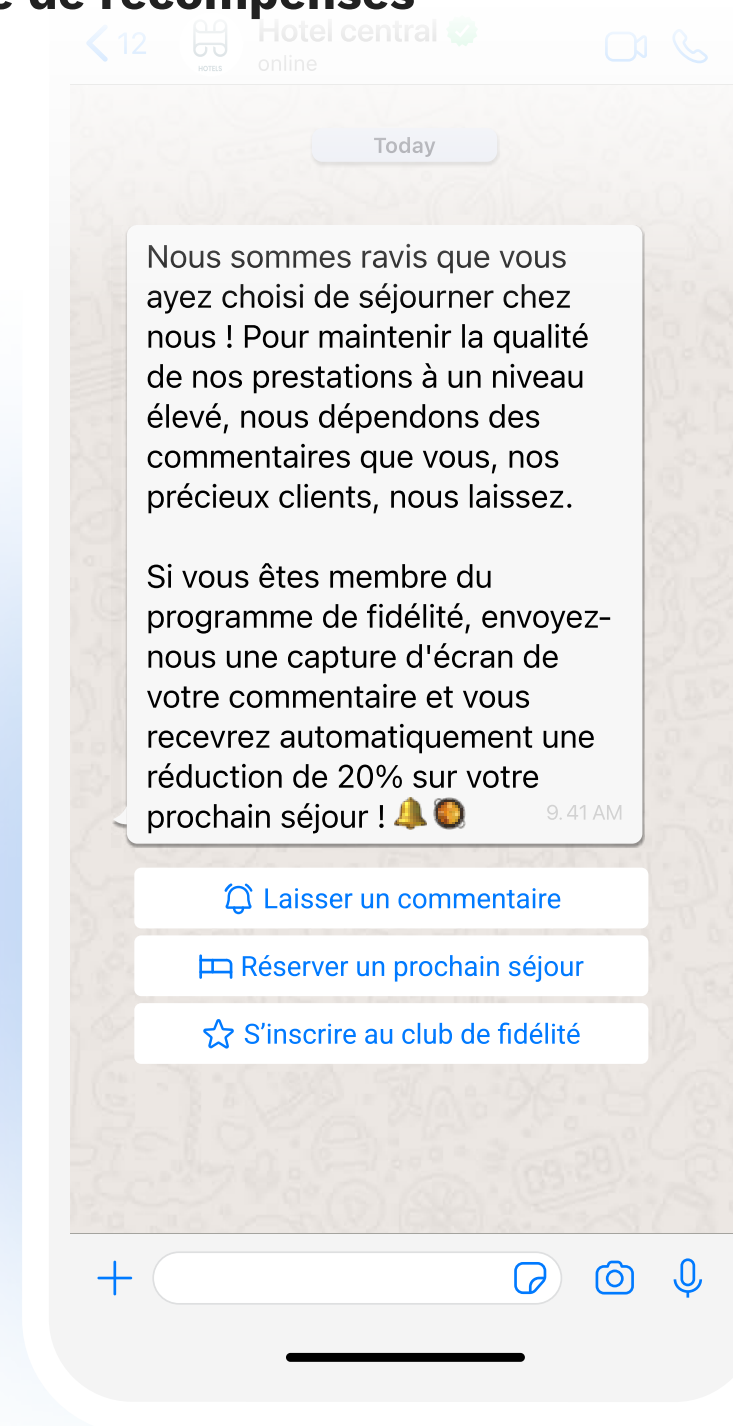 de récompenses
12
Hotel central
HOTELS
online
Today
Nous sommes ravis que vous
ayez choisi de séjourner chez
nous ! Pour maintenir la qualité
de nos prestations à un niveau
élevé, nous dépendons des
commentaires que vous, nos
précieux clients, nous laissez.
Si vous êtes membre du
programme de fidélité, envoyez-
nous une capture d'écran de
votre commentaire et vous
recevrez automatiquement une
réduction de 20% sur votre
prochain séjour ! 🔔
9.41 AM
Laisser un commentaire
Réserver un prochain séjour
S’inscrire au club de fidélité
09:28